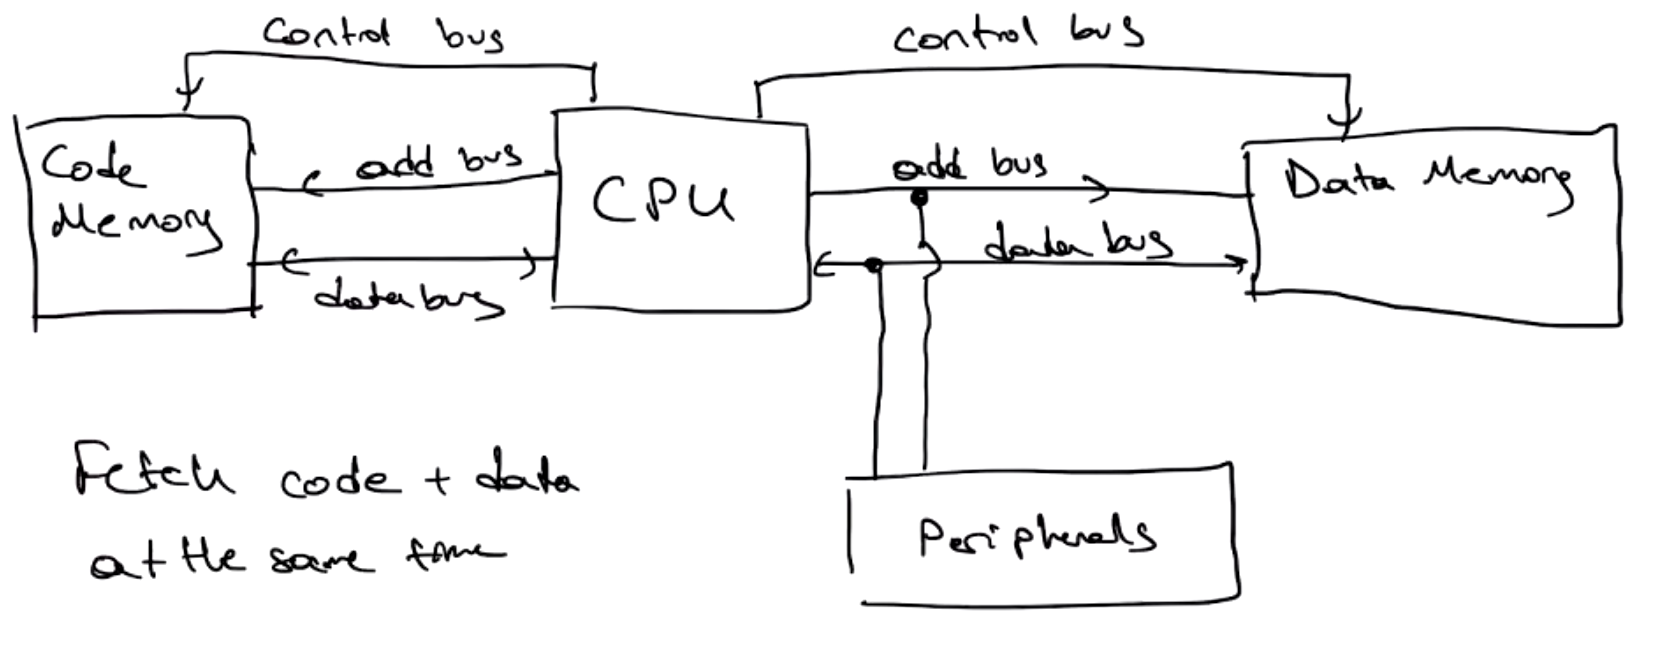 Control bus
control bus
Code
Memory
add bus
data bus
CPU
add bus
data bus
Data Memory
Fetch code + data
at the same time
Peripherals